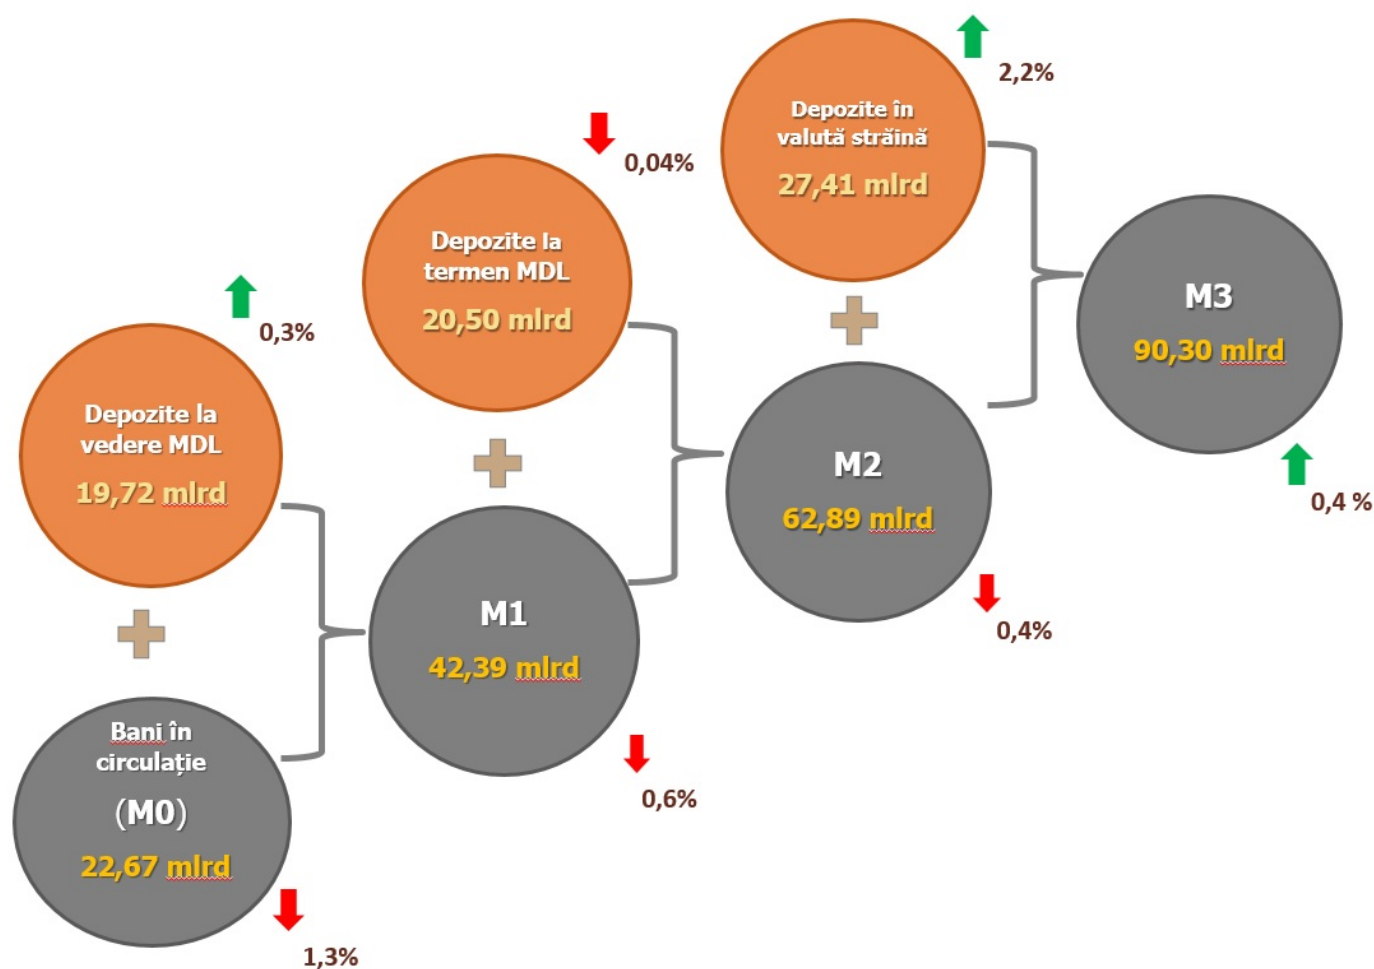 2,2%
Depozite în
valută străină
27,41 mlrd
0,04%
Depozite la
termen MDL
20,50 mlrd
M3
90,30 mlrd
0,4 %
0,3%
Depozite la
vedere MDL
19,72 mlrd
M2
62,89 mlrd
0,4%
M1
42,39 mlrd
0,6%
Bani în
circulație
(M0)
22,67 mlrd
1,3%